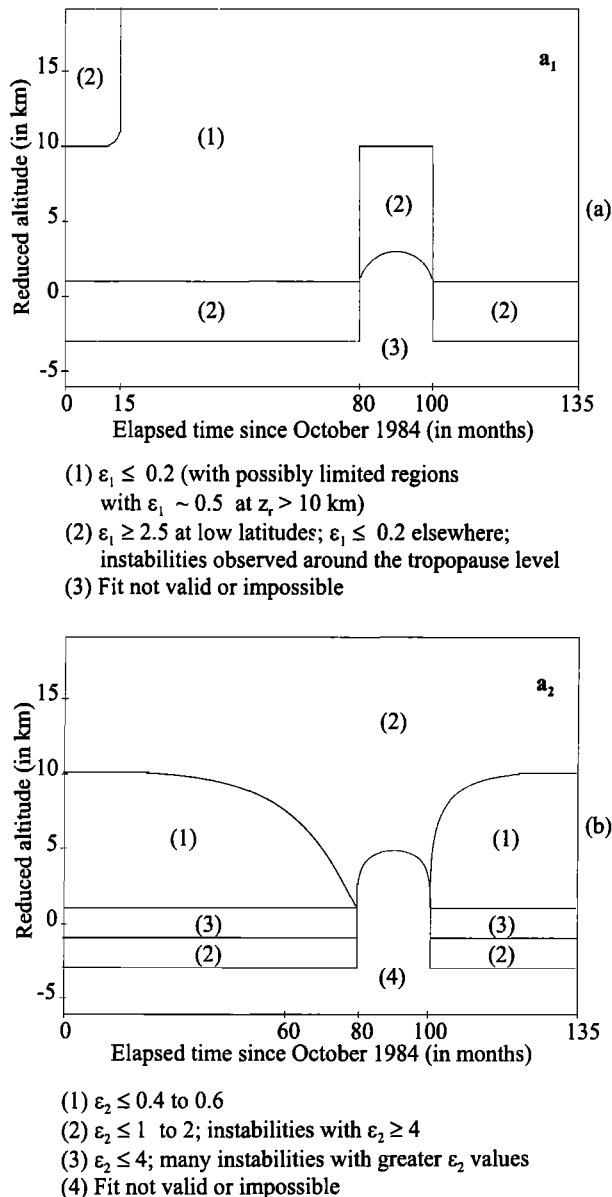 a₁
15
(2)
(1)
10
(2)
5
(a)
0
(2)
(2)
(3)
-5
Reduced altitude (in km)
0 15 80 100 135
Elapsed time since October 1984 (in months)
(1) ε₁ ≤ 0.2 (with possibly limited regions
with ε₁ ~ 0.5 at zᵣ > 10 km)
(2) ε₁ ≥ 2.5 at low latitudes; ε₁ ≤ 0.2 elsewhere;
instabilities observed around the tropopause level
(3) Fit not valid or impossible
a₂
15
(2)
10
(1)
(1)
5
(b)
0
(3)
(3)
(2)
(2)
(4)
-5
Reduced altitude (in km)
0 60 80 100 135
Elapsed time since October 1984 (in months)
(1) ε₂ ≤ 0.4 to 0.6
(2) ε₂ ≤ 1 to 2; instabilities with ε₂ ≥ 4
(3) ε₂ ≤ 4; many instabilities with greater ε₂ values
(4) Fit not valid or impossible